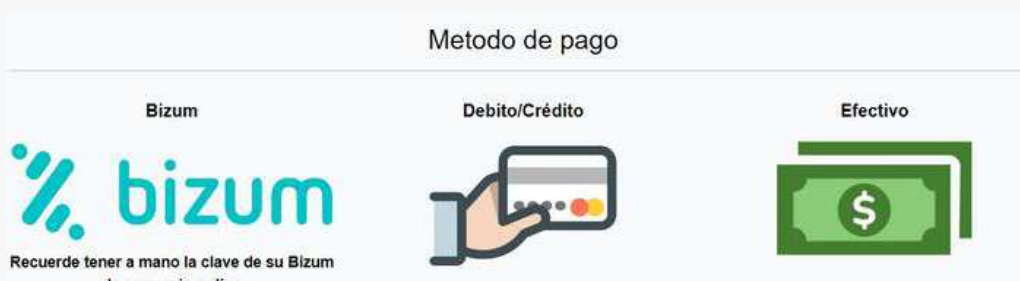 Metodo de pago
Bizum
Debito/Crédito
Efectivo
bizum
$
Recuerde tener a mano la clave de su Bizum